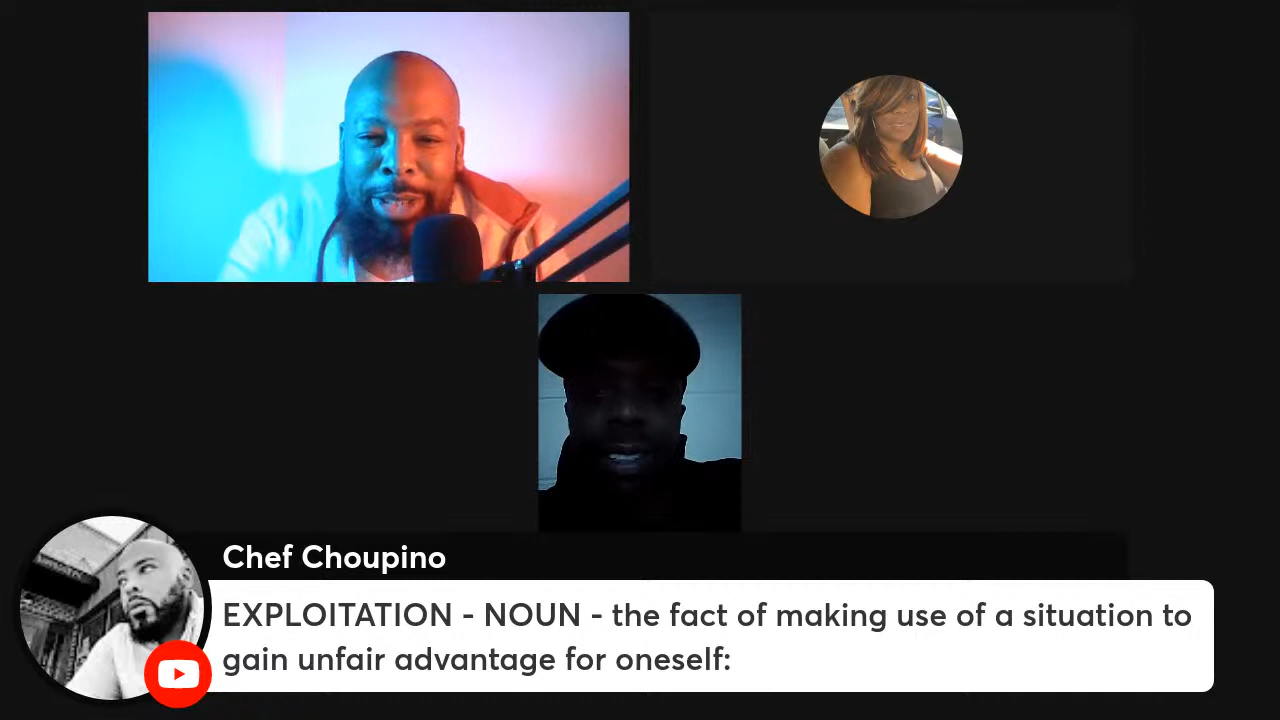 Chef Choupino
EXPLOITATION - NOUN - the fact of making use of a situation to
gain unfair advantage for oneself: